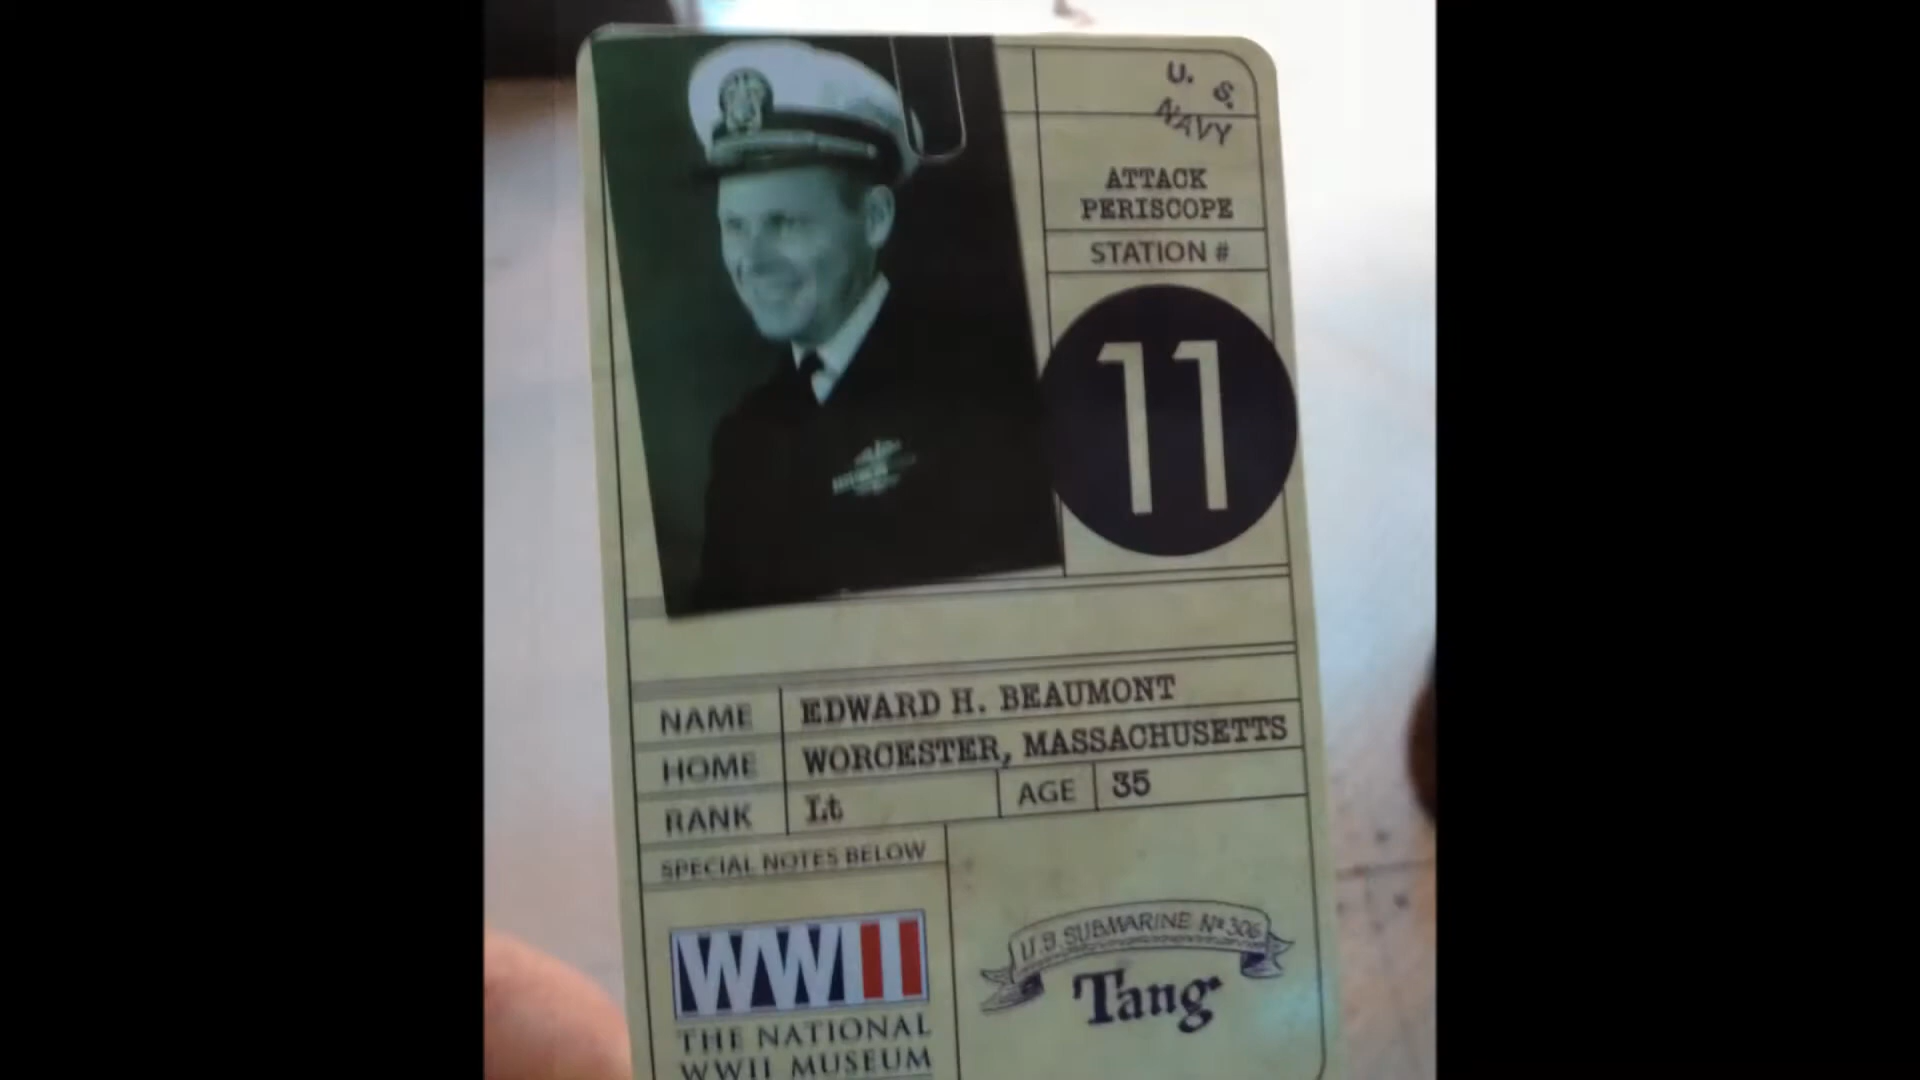 U. S.
NAVY
ATTACK
PERISCOPE
STATION #
11
NAME EDWARD H. BEAUMONT
HOME WORCESTER, MASSACHUSETTS
RANK Lt AGE 35
SPECIAL NOTES BELOW
WWII
THE NATIONAL
WWII MUSEUM
U.S. SUBMARINE No 306
Tang